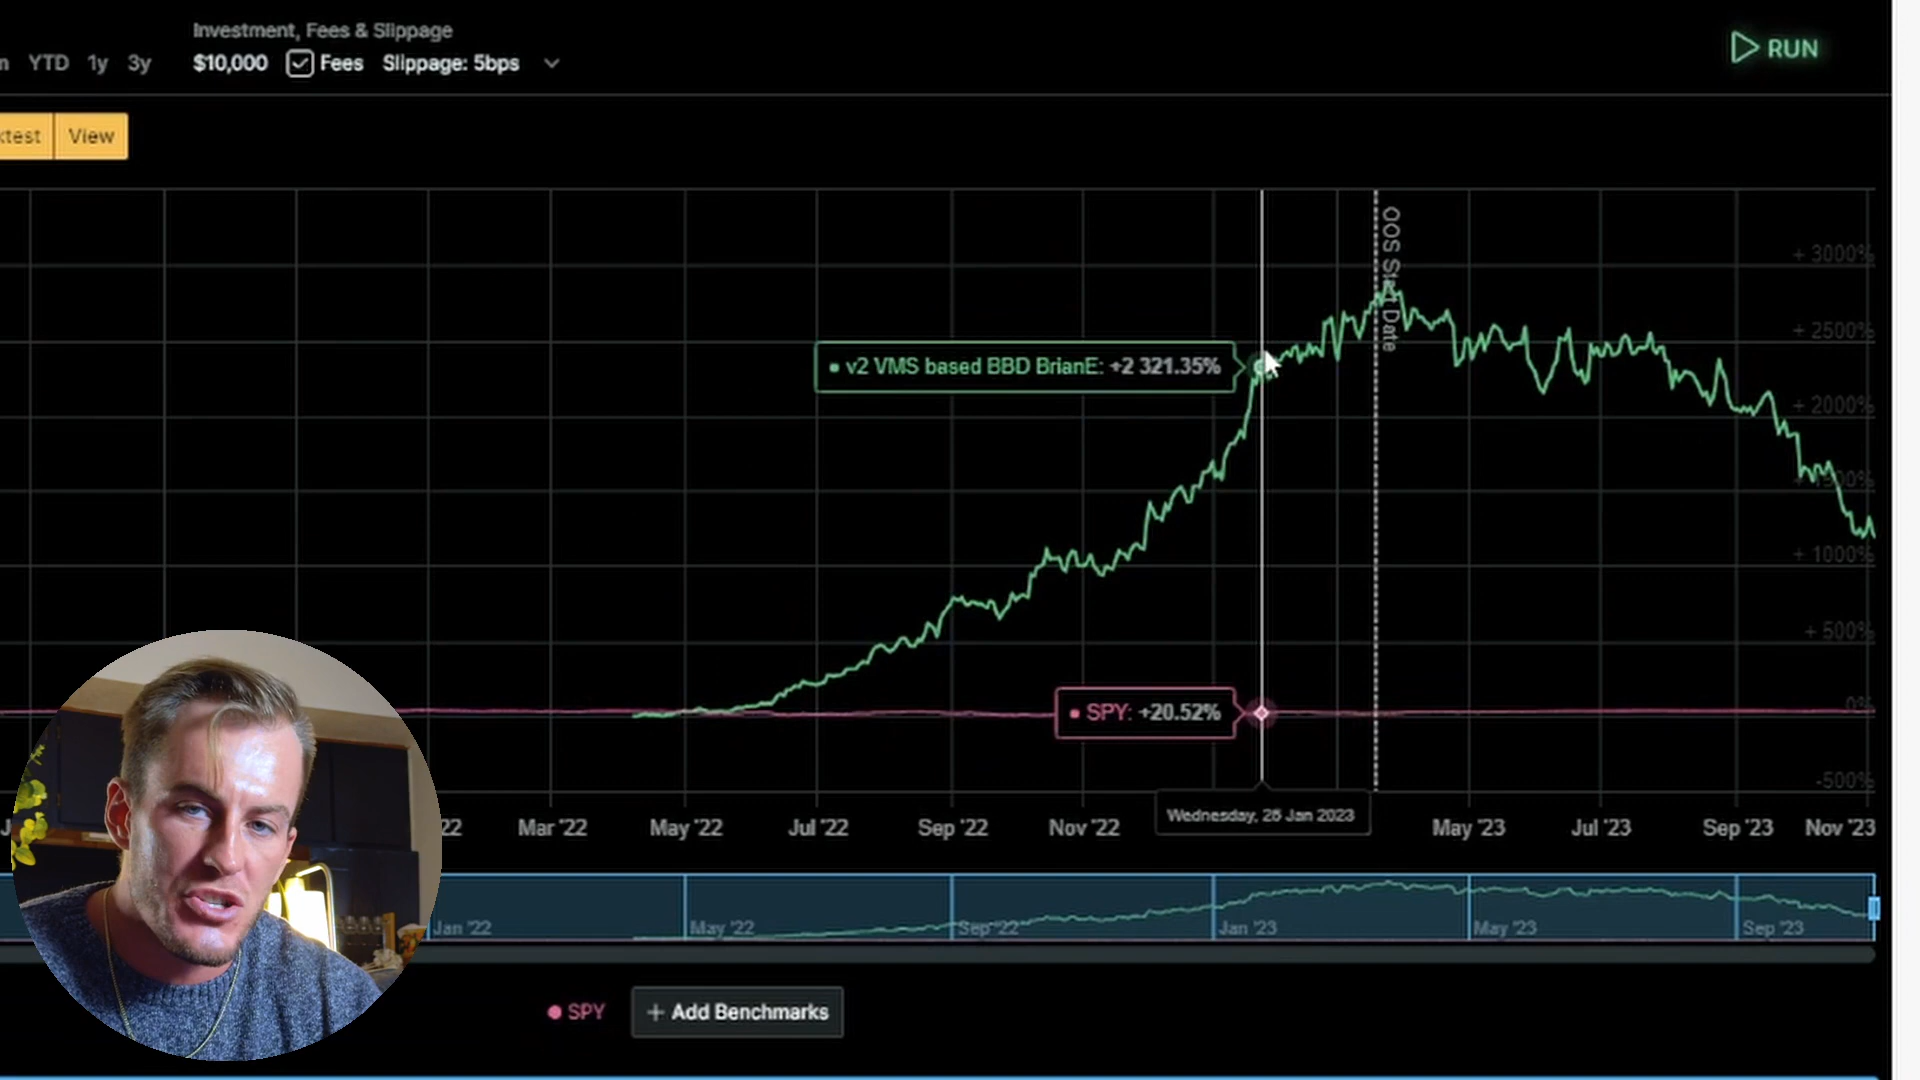 Investment, Fees & Slippage
YTD 1y 3y $10,000 Fees Slippage: 5bps
RUN
View
OOS Start Date
+ 3000%
+ 2500%
v2 VMS based BBD BrianE: +2 321.35%
+ 2000%
+ 1500%
+ 1000%
+ 500%
SPY: +20.52%
0%
-500%
Wednesday, 25 Jan 2023
22 Mar '22 May '22 Jul '22 Sep '22 Nov '22 May '23 Jul '23 Sep '23 Nov '23
Jan '22 May '22 Sep '22 Jan '23 May '23 Sep '23
SPY + Add Benchmarks